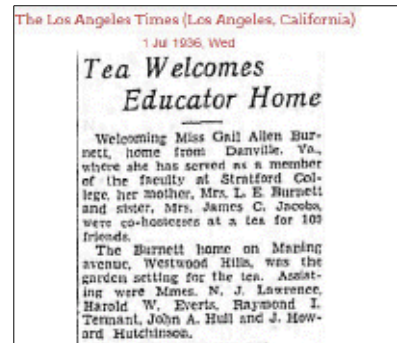 The Los Angeles Times (Los Angeles, California)
1 Jul 1936, Wed
Tea Welcomes
Educator Home
Welcoming Miss Gail Allen Bur-
nett, home from Danville, Va.,
where she has served as a member
of the faculty at Stratford Col-
lege, her mother, Mrs. L. E. Burnett
and sister, Mrs. James C. Jacobs,
were co-hostesses at a tea for 100
friends.
The Burnett home on Maning
avenue, Westwood Hills, was the
garden setting for the tea. Assist-
ing were Mmes. N. J. Lawrence,
Harold W. Everts, Raymond I.
Tennant, John A. Hull and J. How-
ard Hutchinson.